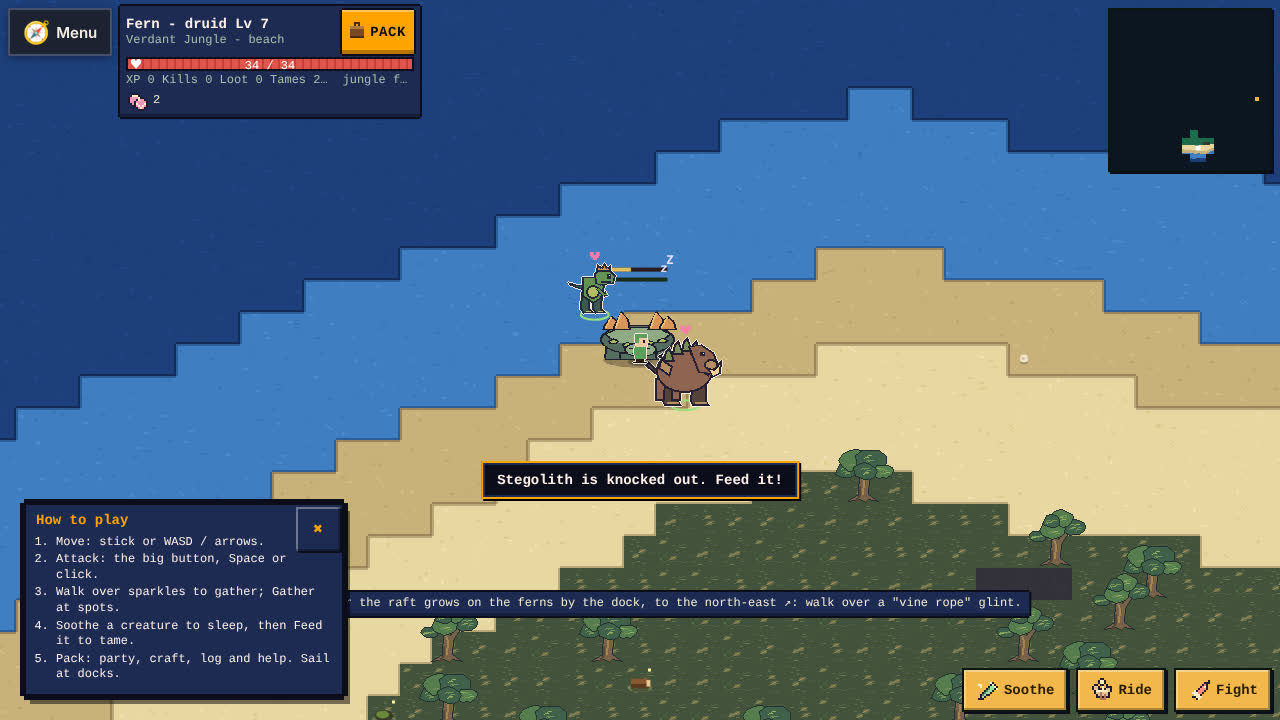 Menu
Fern - druid Lv 7
Verdant Jungle - beach
PACK
34 / 34
XP 0 Kills 0 Loot 0 Tames 2… jungle f…
2
z
Z
Stegolith is knocked out. Feed it!
How to play
1. Move: stick or WASD / arrows.
2. Attack: the big button, Space or
click.
3. Walk over sparkles to gather; Gather
at spots.
4. Soothe a creature to sleep, then Feed
it to tame.
5. Pack: party, craft, log and help. Sail
at docks.
the raft grows on the ferns by the dock, to the north-east ↗: walk over a "vine rope" glint.
Soothe
Ride
Fight